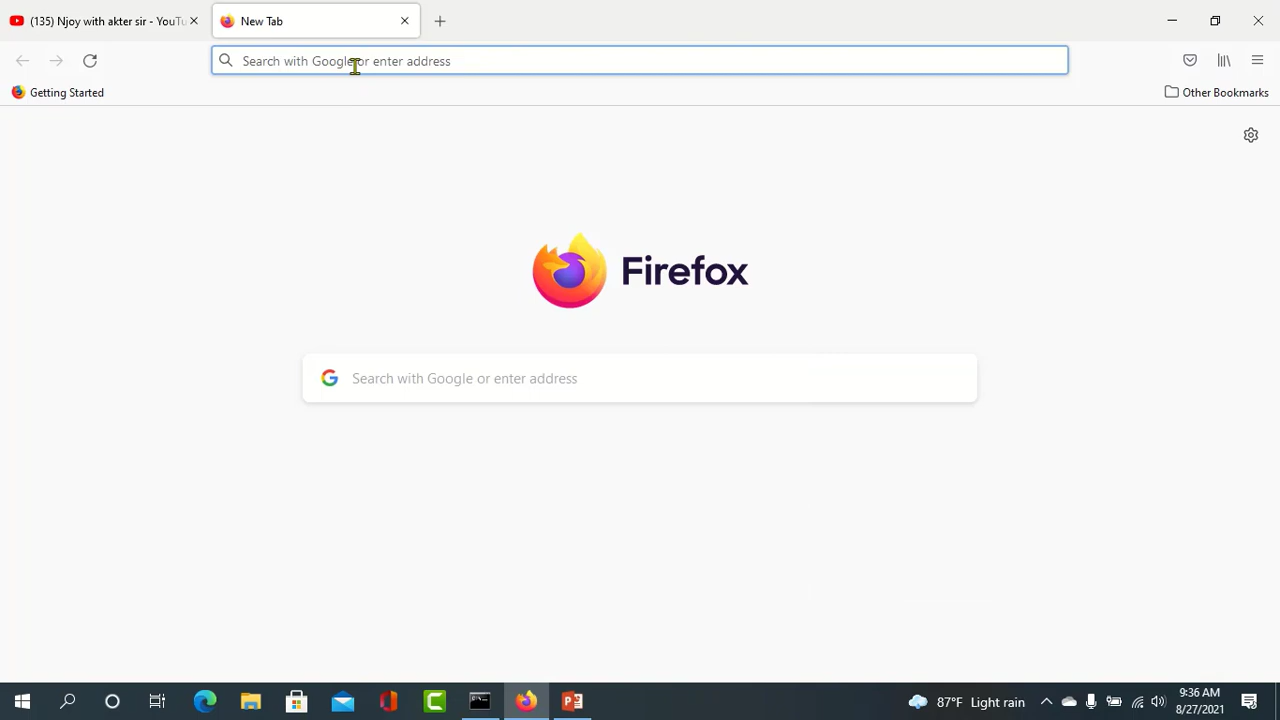 (135) Njoy with akter sir - YouTu
New Tab
Search with Google or enter address
Getting Started
Other Bookmarks
Firefox
Search with Google or enter address
87°F Light rain
9:36 AM
8/27/2021